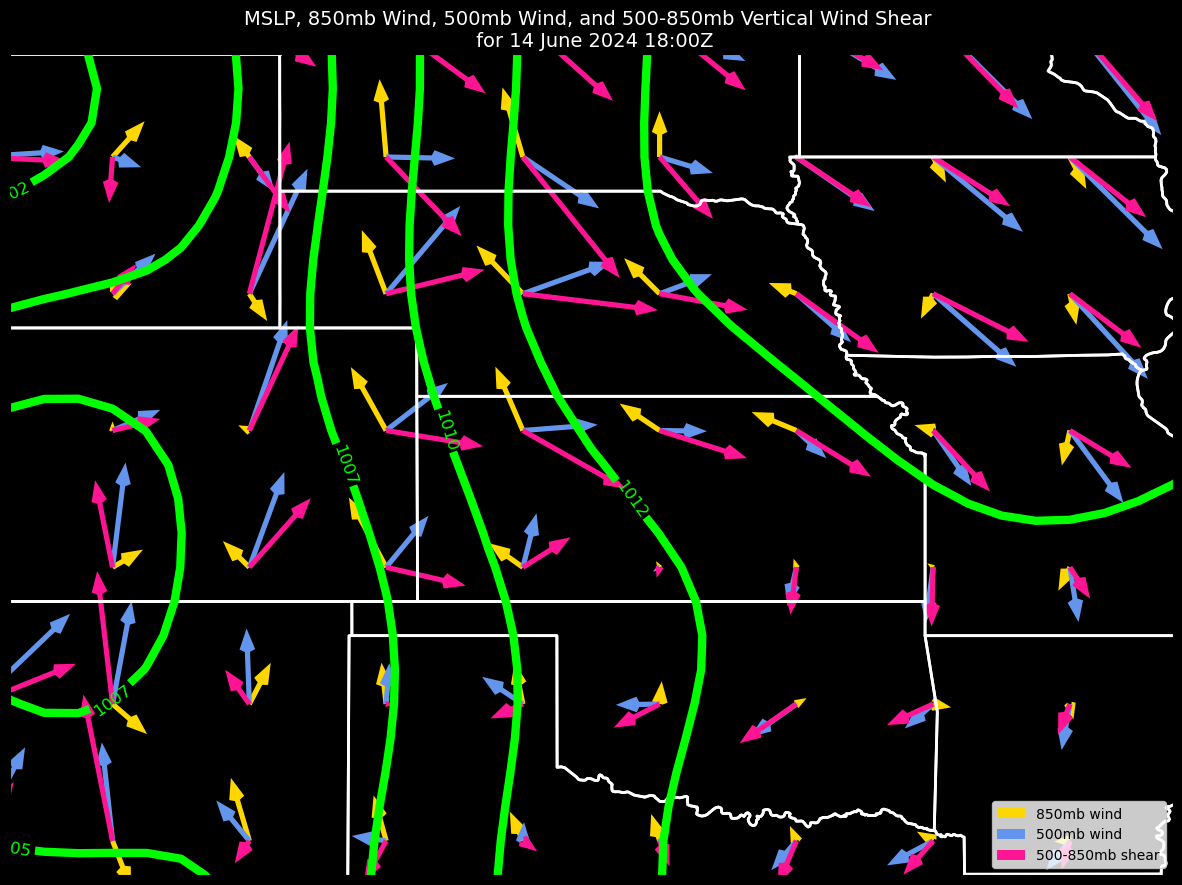 MSLP, 850mb Wind, 500mb Wind, and 500-850mb Vertical Wind Shear
for 14 June 2024 18:00Z
02
1010
1007
1012
1007
05
850mb wind
500mb wind
500-850mb shear